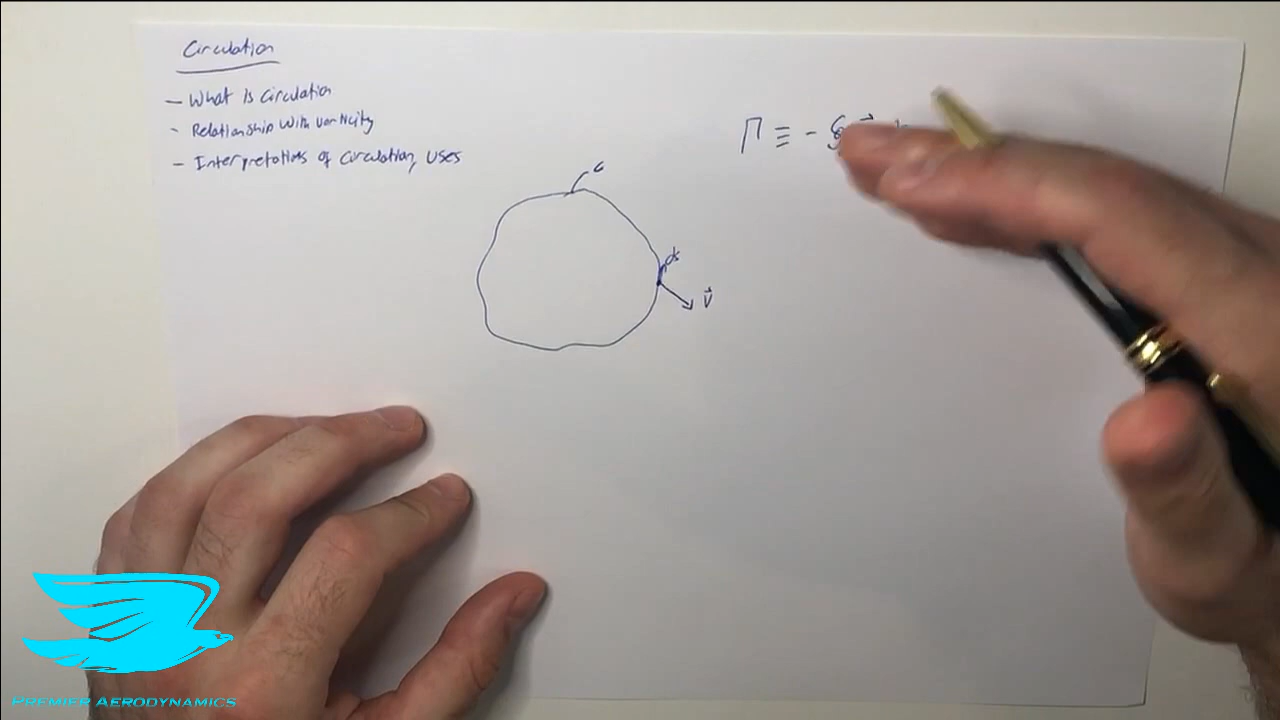 Circulation
– What is circulation
- Relationship with vorticity
- Interpretations of circulation, uses
Γ ≡ - ∮
C
ds
V⃗
PREMIER AERODYNAMICS